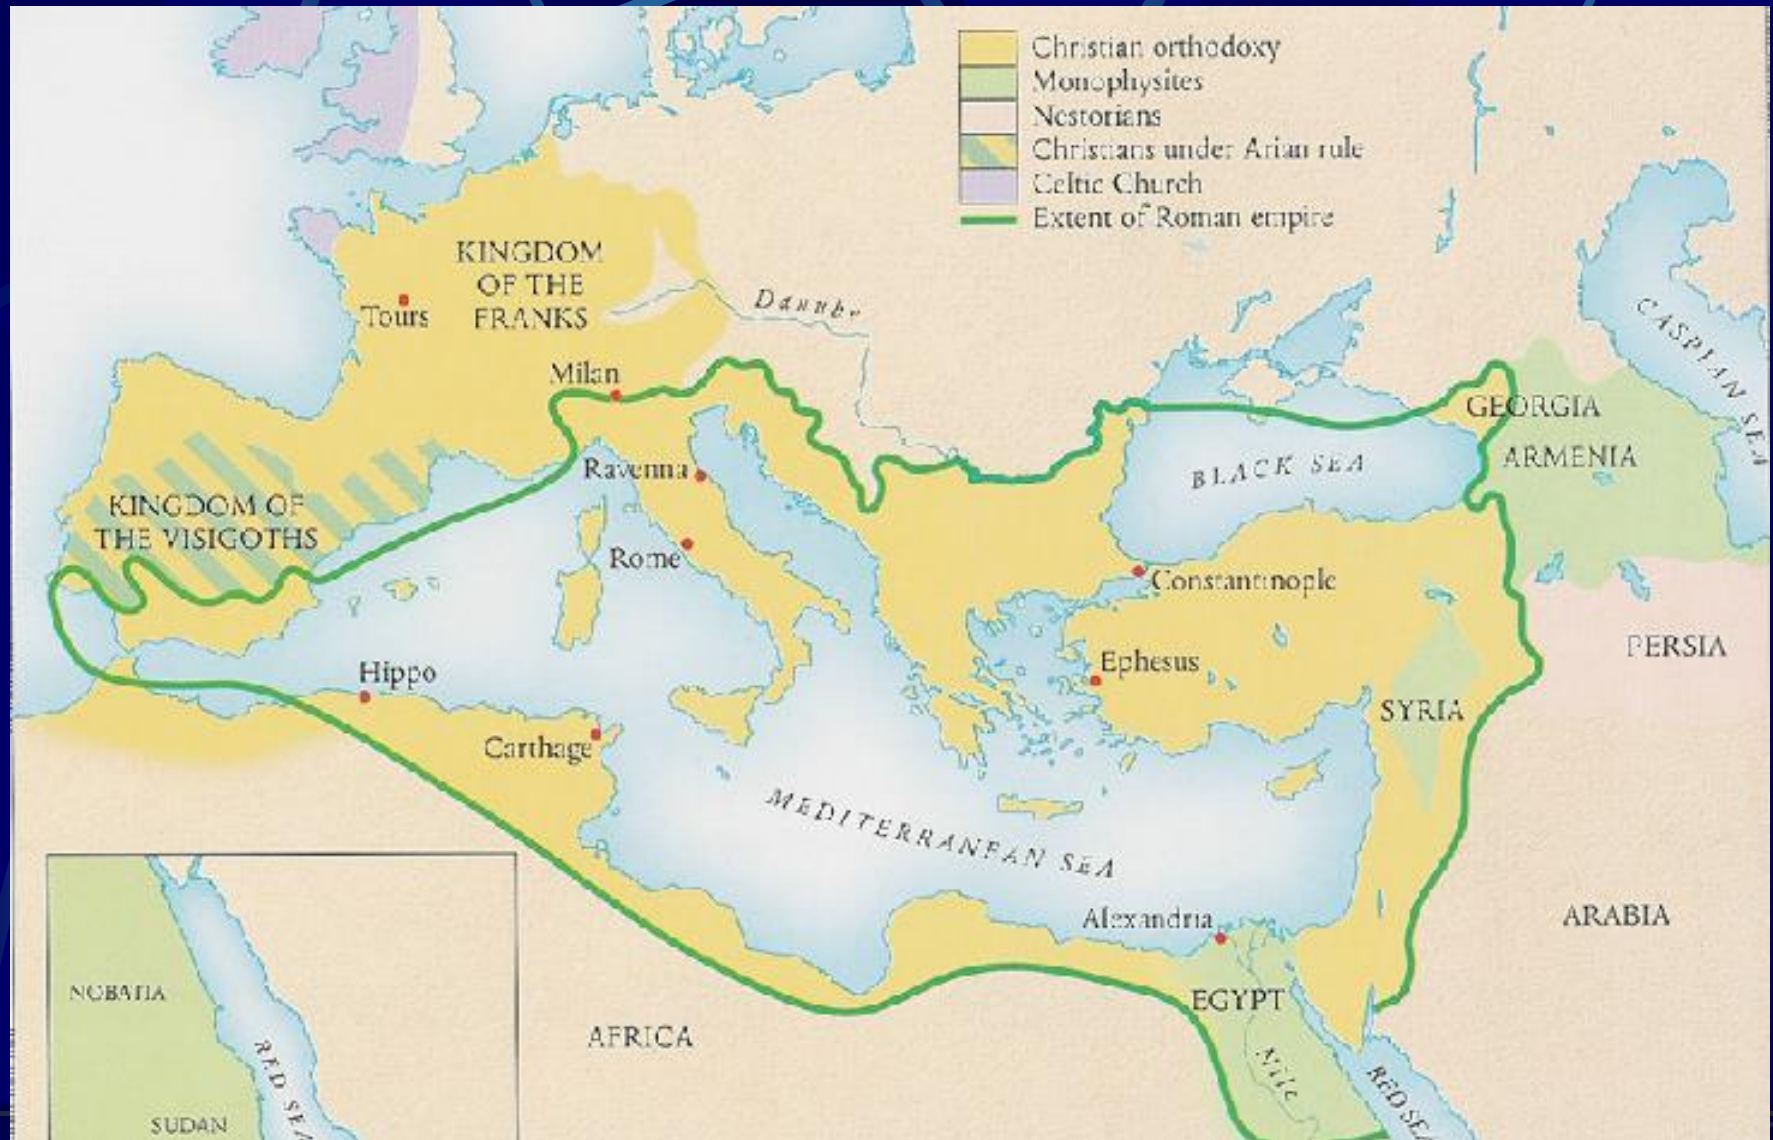 Christian orthodoxy
Monophysites
Nestorians
Christians under Arian rule
Celtic Church
Extent of Roman empire
KINGDOM
OF THE
FRANKS
Tours
Danube
Milan
CASPIAN SEA
GEORGIA
ARMENIA
BLACK SEA
Ravenna
KINGDOM OF
THE VISIGOTHS
Rome
Constantinople
PERSIA
Ephesus
Hippo
SYRIA
Carthage
MEDITERRANEAN SEA
Alexandria
ARABIA
NOBATIA
EGYPT
AFRICA
Nile
RED SEA
RED SEA
SUDAN